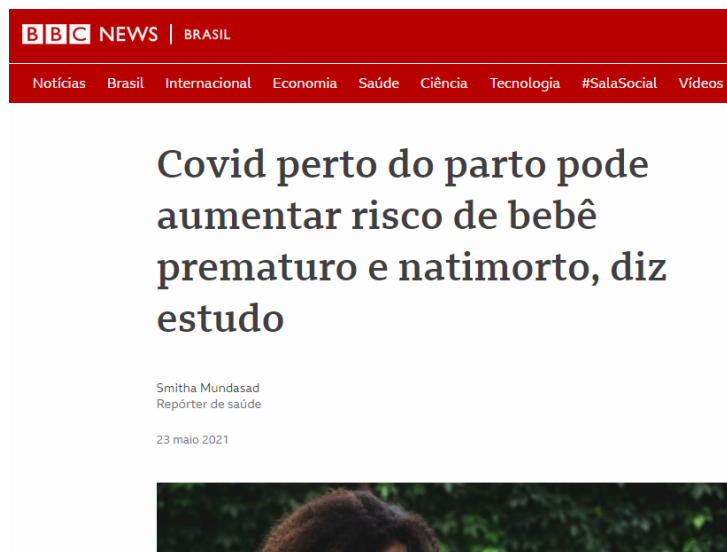 BBC NEWS | BRASIL
Notícias Brasil Internacional Economia Saúde Ciência Tecnologia #SalaSocial Vídeos
Covid perto do parto pode
aumentar risco de bebê
prematuro e natimorto, diz
estudo
Smitha Mundasad
Repórter de saúde
23 maio 2021